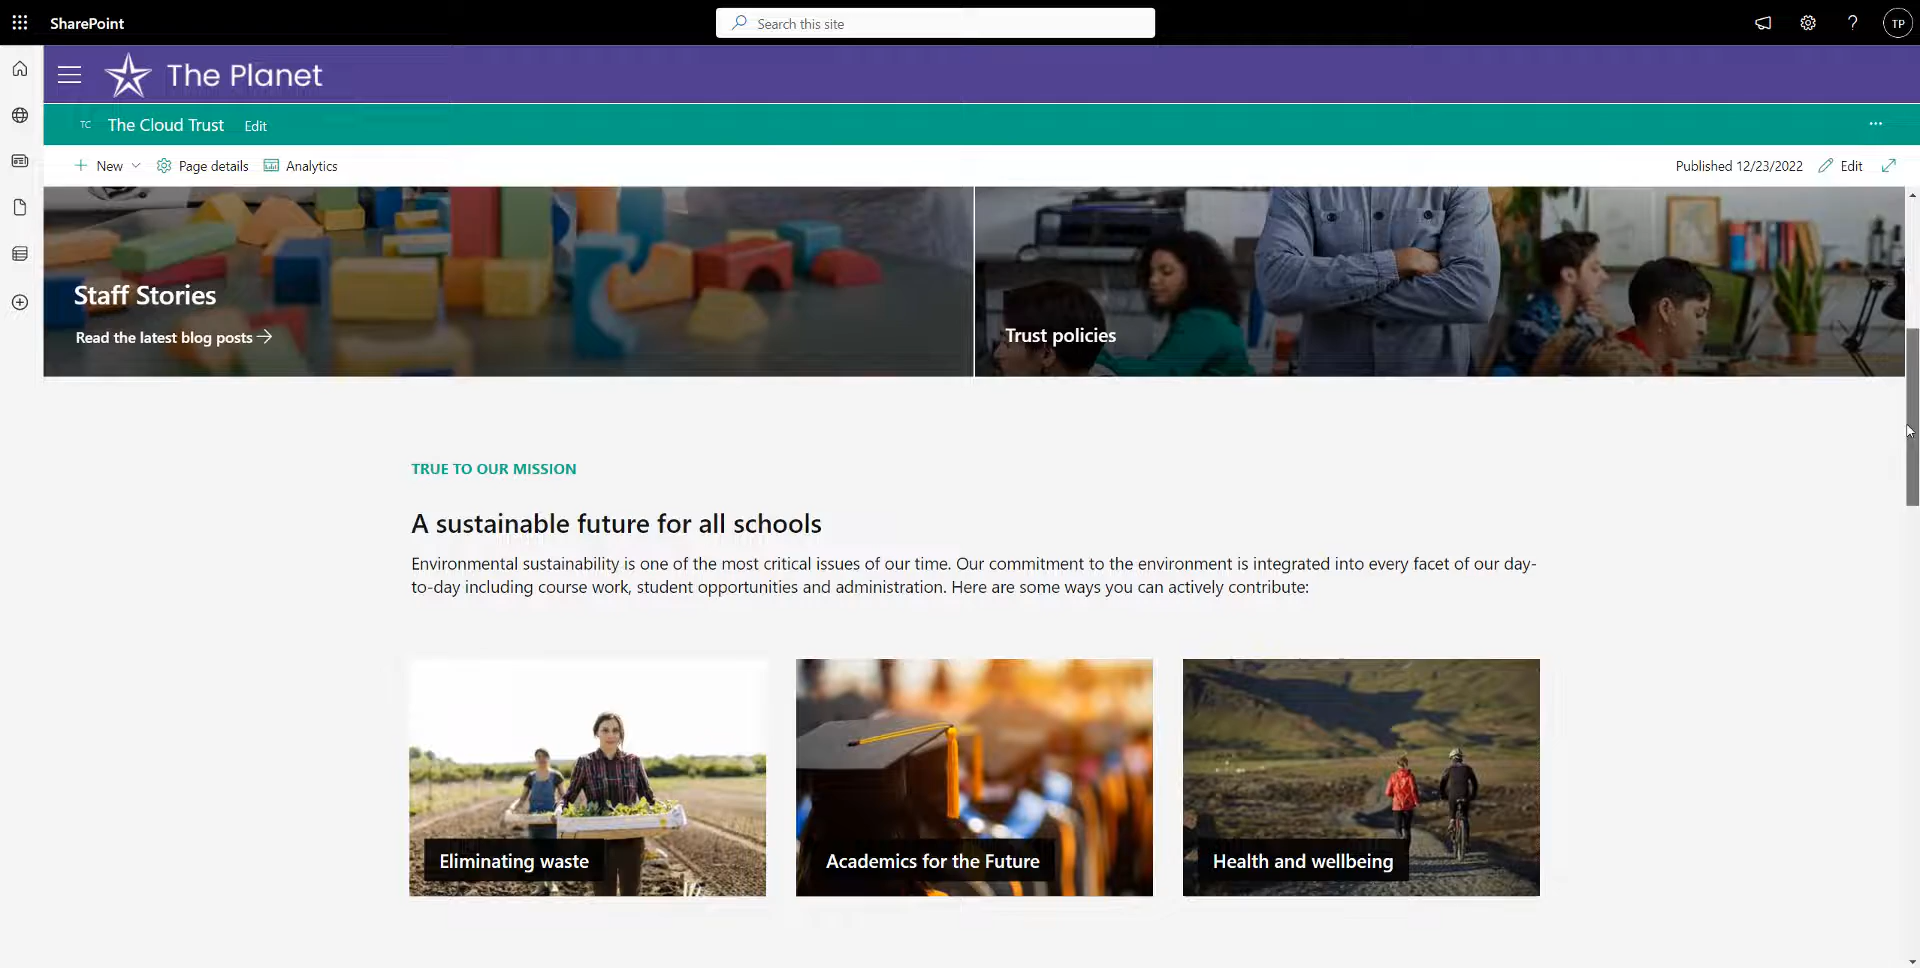 SharePoint
Search this site
TP
The Planet
TC The Cloud Trust Edit
New Page details Analytics
Published 12/23/2022 Edit
Staff Stories
Read the latest blog posts
Trust policies
TRUE TO OUR MISSION
A sustainable future for all schools
Environmental sustainability is one of the most critical issues of our time. Our commitment to the environment is integrated into every facet of our day-
to-day including course work, student opportunities and administration. Here are some ways you can actively contribute:
Eliminating waste
Academics for the Future
Health and wellbeing